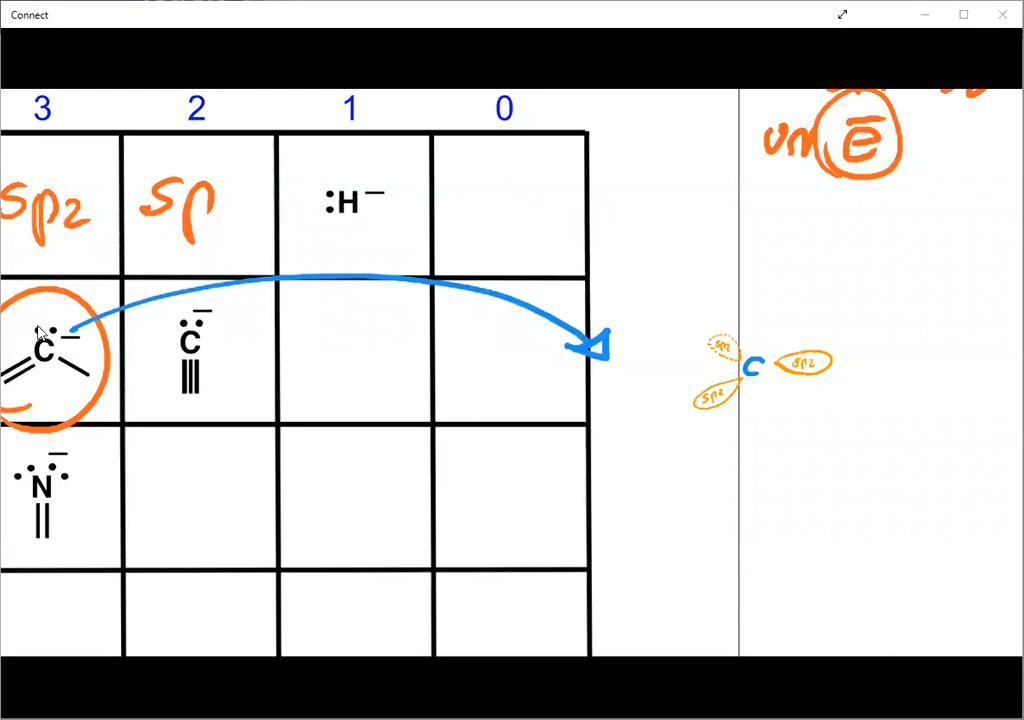 Connect
3 2 1 0
un ē
sp2 sp :H–
C– C–
sp2
C sp2
sp2
N–